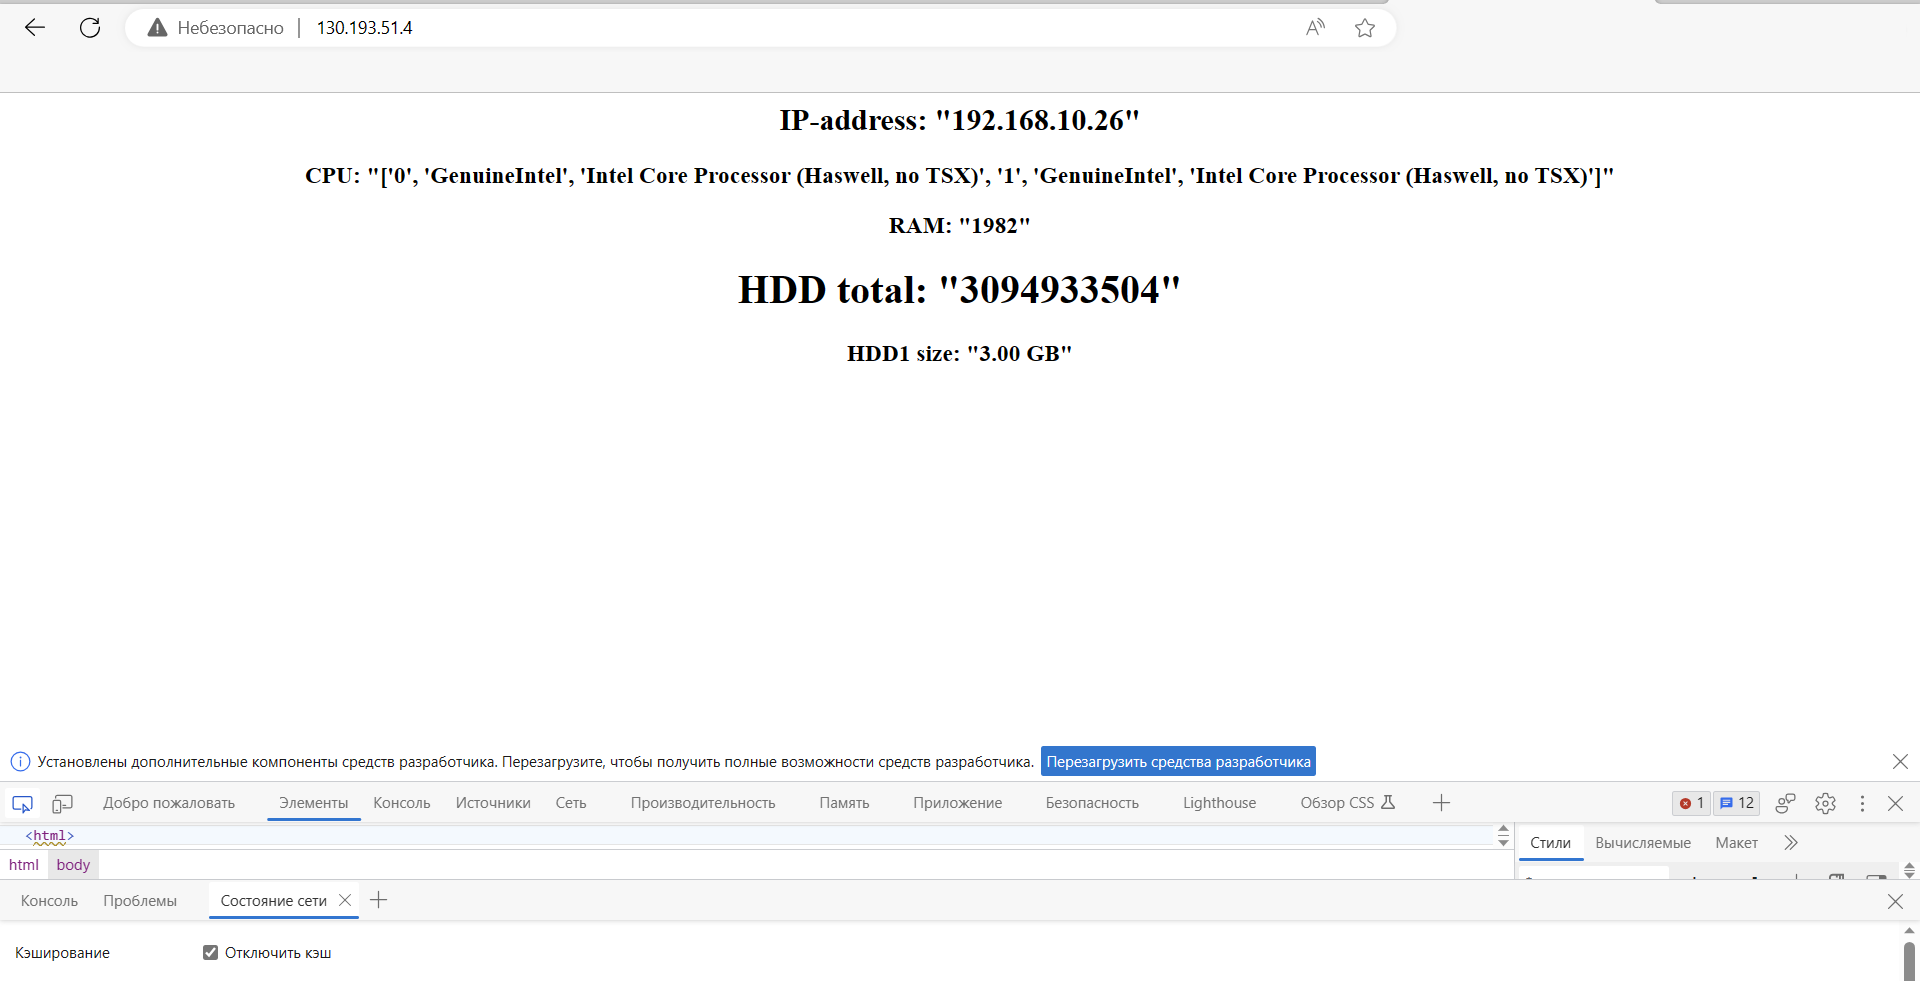 Небезопасно | 130.193.51.4
IP-address: "192.168.10.26"
CPU: "['0', 'GenuineIntel', 'Intel Core Processor (Haswell, no TSX)', '1', 'GenuineIntel', 'Intel Core Processor (Haswell, no TSX)']"
RAM: "1982"
HDD total: "3094933504"
HDD1 size: "3.00 GB"
Установлены дополнительные компоненты средств разработчика. Перезагрузите, чтобы получить полные возможности средств разработчика. Перезагрузить средства разработчика
Добро пожаловать Элементы Консоль Источники Сеть Производительность Память Приложение Безопасность Lighthouse Обзор CSS 1 12
<html>
Стили Вычисляемые Макет
html body
Консоль Проблемы Состояние сети
Кэширование Отключить кэш